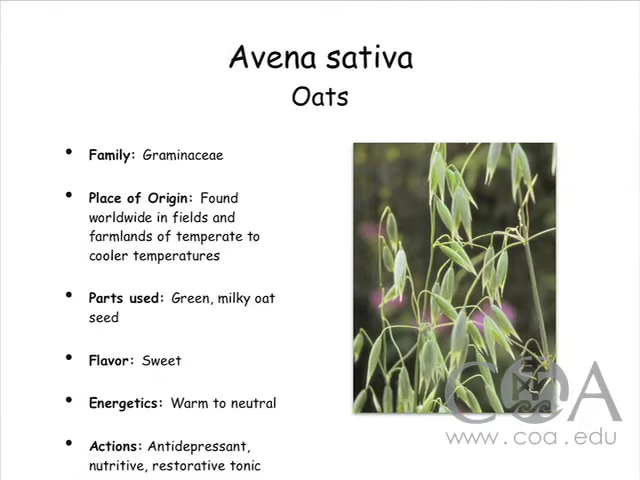 Avena sativa
Oats
• Family: Graminaceae
• Place of Origin: Found
worldwide in fields and
farmlands of temperate to
cooler temperatures
• Parts used: Green, milky oat
seed
• Flavor: Sweet
• Energetics: Warm to neutral
• Actions: Antidepressant,
nutritive, restorative tonic
COA
www.coa.edu